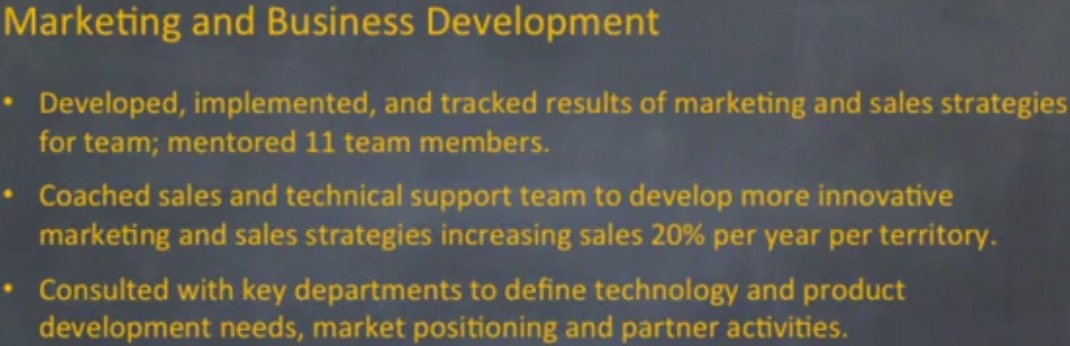 Marketing and Business Development
• Developed, implemented, and tracked results of marketing and sales strategies
for team; mentored 11 team members.
• Coached sales and technical support team to develop more innovative
marketing and sales strategies increasing sales 20% per year per territory.
• Consulted with key departments to define technology and product
development needs, market positioning and partner activities.